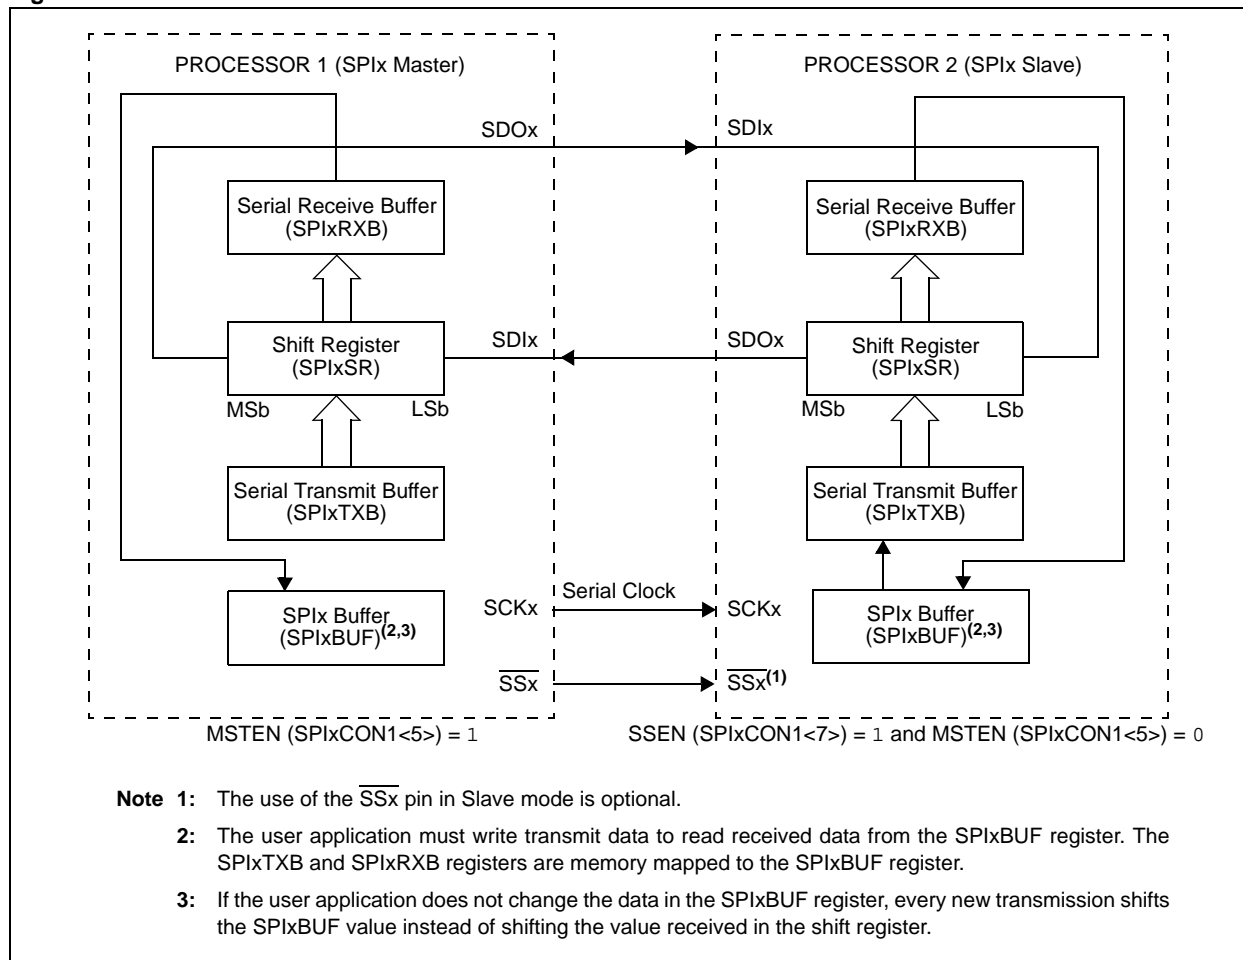 PROCESSOR 1 (SPIx Master)
SDOx
Serial Receive Buffer
(SPIxRXB)
Shift Register
(SPIxSR)
SDIx
MSb
LSb
Serial Transmit Buffer
(SPIxTXB)
SPIx Buffer
(SPIxBUF)(2,3)
SCKx
Serial Clock
SSx
MSTEN (SPIxCON1<5>) = 1
PROCESSOR 2 (SPIx Slave)
SDIx
Serial Receive Buffer
(SPIxRXB)
SDOx
Shift Register
(SPIxSR)
MSb
LSb
Serial Transmit Buffer
(SPIxTXB)
SCKx
SPIx Buffer
(SPIxBUF)(2,3)
SSx(1)
SSEN (SPIxCON1<7>) = 1 and MSTEN (SPIxCON1<5>) = 0
Note 1: The use of the SSx pin in Slave mode is optional.
2: The user application must write transmit data to read received data from the SPIxBUF register. The
SPIxTXB and SPIxRXB registers are memory mapped to the SPIxBUF register.
3: If the user application does not change the data in the SPIxBUF register, every new transmission shifts
the SPIxBUF value instead of shifting the value received in the shift register.